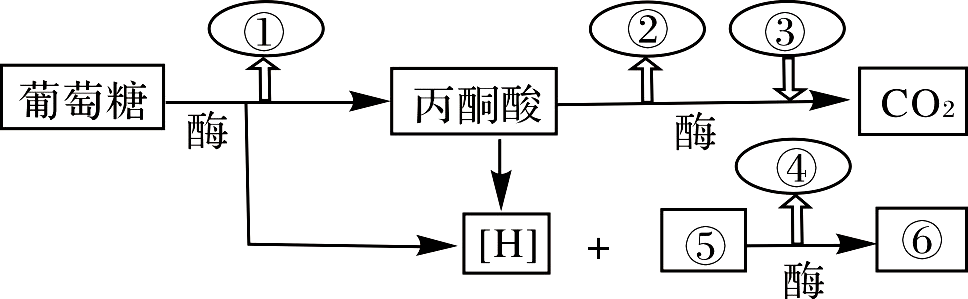 ① ② ③
葡萄糖 酶 丙酮酸 酶 CO₂
④
[H] + ⑤ 酶 ⑥